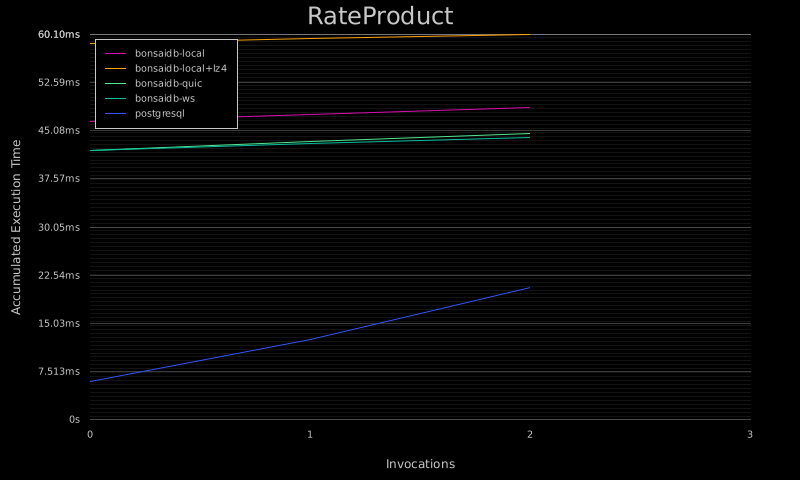 RateProduct
60.10ms
bonsaidb-local
bonsaidb-local+lz4
bonsaidb-quic
bonsaidb-ws
postgresql
52.59ms
45.08ms
37.57ms
30.05ms
22.54ms
15.03ms
7.513ms
0s
Accumulated Execution Time
0 1 2 3
Invocations